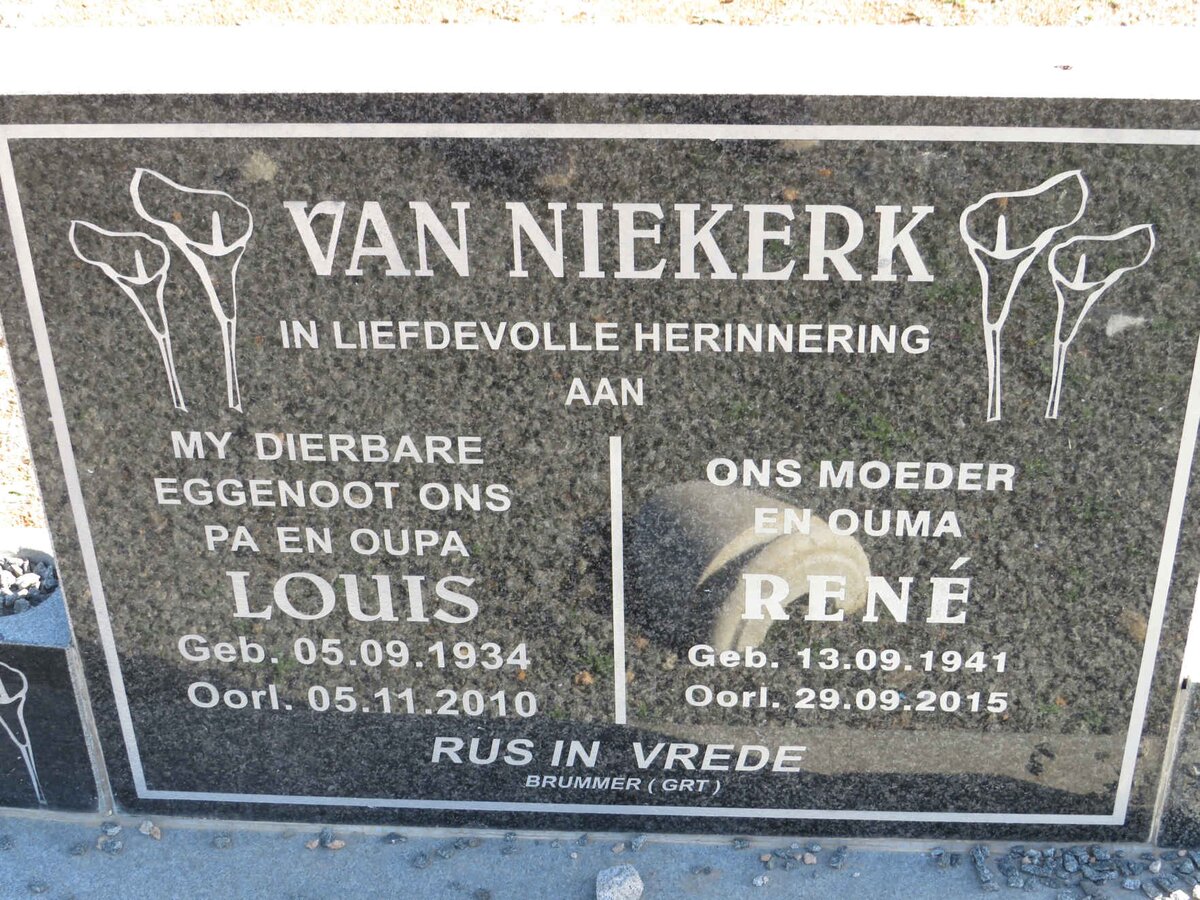 VAN NIEKERK
IN LIEFDEVOLLE HERINNERING
AAN
MY DIERBARE
EGGENOOT ONS
PA EN OUPA
LOUIS
Geb. 05.09.1934
Oorl. 05.11.2010
ONS MOEDER
EN OUMA
RENÉ
Geb. 13.09.1941
Oorl. 29.09.2015
RUS IN VREDE
BRUMMER ( GRT )